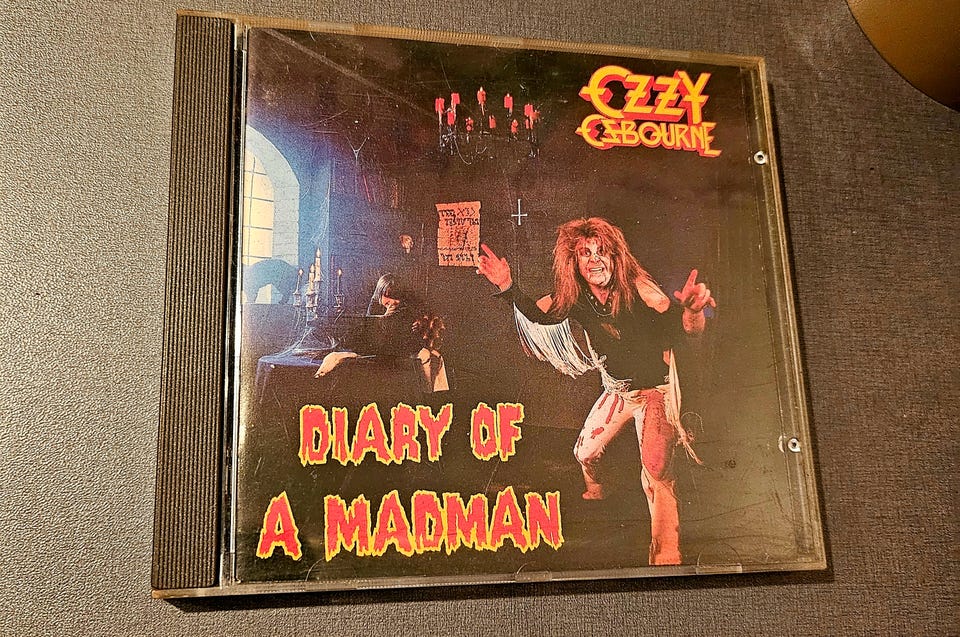 OZZY
OSBOURNE
DIARY OF
A MADMAN